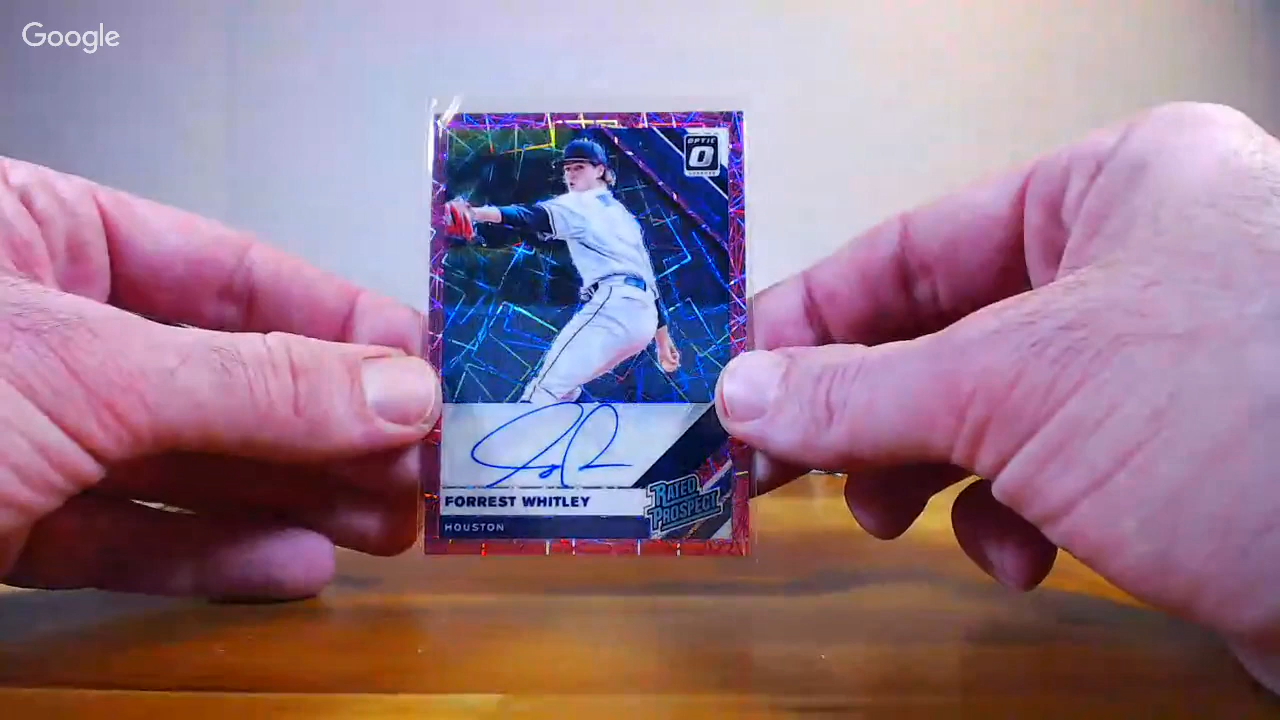 Google
OPTIC
O
FORREST WHITLEY
RATED
PROSPECT
HOUSTON